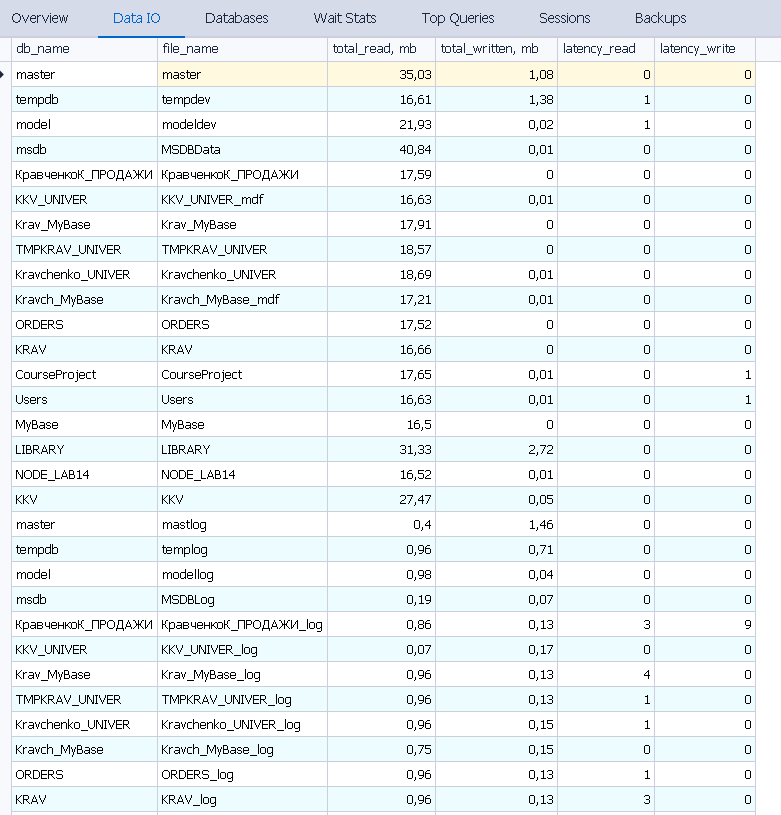 Overview Data IO Databases Wait Stats Top Queries Sessions Backups
db_name file_name total_read, mb total_written, mb latency_read latency_write
master master 35,03 1,08 0 0
tempdb tempdev 16,61 1,38 1 0
model modeldev 21,93 0,02 1 0
msdb MSDBData 40,84 0,01 0 0
КравченкоК_ПРОДАЖИ КравченкоК_ПРОДАЖИ 17,59 0 0 0
KKV_UNIVER KKV_UNIVER_mdf 16,63 0,01 0 0
Krav_MyBase Krav_MyBase 17,91 0 0 0
TMPKRAV_UNIVER TMPKRAV_UNIVER 18,57 0 0 0
Kravchenko_UNIVER Kravchenko_UNIVER 18,69 0,01 0 0
Kravch_MyBase Kravch_MyBase_mdf 17,21 0,01 0 0
ORDERS ORDERS 17,52 0 0 0
KRAV KRAV 16,66 0 0 0
CourseProject CourseProject 17,65 0,01 0 1
Users Users 16,63 0,01 0 1
MyBase MyBase 16,5 0 0 0
LIBRARY LIBRARY 31,33 2,72 0 0
NODE_LAB14 NODE_LAB14 16,52 0,01 0 0
KKV KKV 27,47 0,05 0 0
master mastlog 0,4 1,46 0 0
tempdb templog 0,96 0,71 0 0
model modellog 0,98 0,04 0 0
msdb MSDBLog 0,19 0,07 0 0
КравченкоК_ПРОДАЖИ КравченкоК_ПРОДАЖИ_log 0,86 0,13 3 9
KKV_UNIVER KKV_UNIVER_log 0,07 0,17 0 0
Krav_MyBase Krav_MyBase_log 0,96 0,13 4 0
TMPKRAV_UNIVER TMPKRAV_UNIVER_log 0,96 0,13 1 0
Kravchenko_UNIVER Kravchenko_UNIVER_log 0,96 0,15 1 0
Kravch_MyBase Kravch_MyBase_log 0,75 0,15 0 0
ORDERS ORDERS_log 0,96 0,13 1 0
KRAV KRAV_log 0,96 0,13 3 0